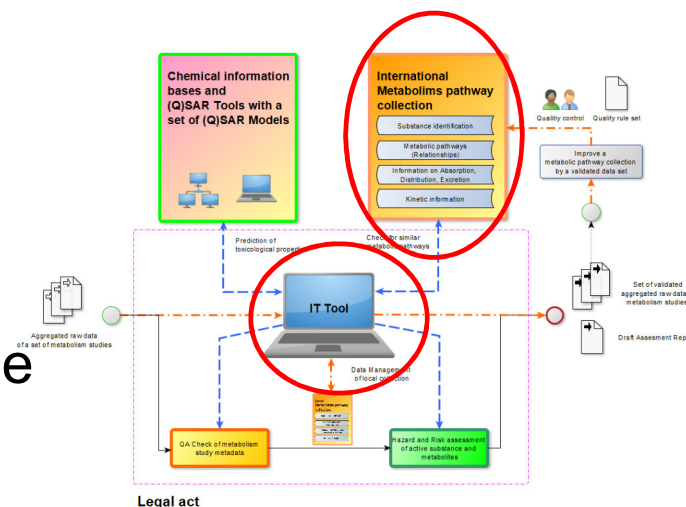 Chemical information
bases and
(Q)SAR Tools with a
set of (Q)SAR Models
International
Metabolims pathway
collection
Substance identification
Metabolic pathways
(Relationships)
Information on Absorption,
Distribution, Excretion
Kinetic information
Qualitiy control
Quality rule set
Improve a
metabolic pathway collection
by a validated data set
Prediction of
toxicological propert
Check for similar
metabolic pathways
IT Tool
Aggregated raw data
of a set of metabolism studies
e
Set of validated
aggregated raw data
metabolism studies
Draft Assesment Rep
Data Management
of local collection
QA Check of metabolism
study metadata
Hazard and Risk assessment
of active substance and
metabolites
Legal act